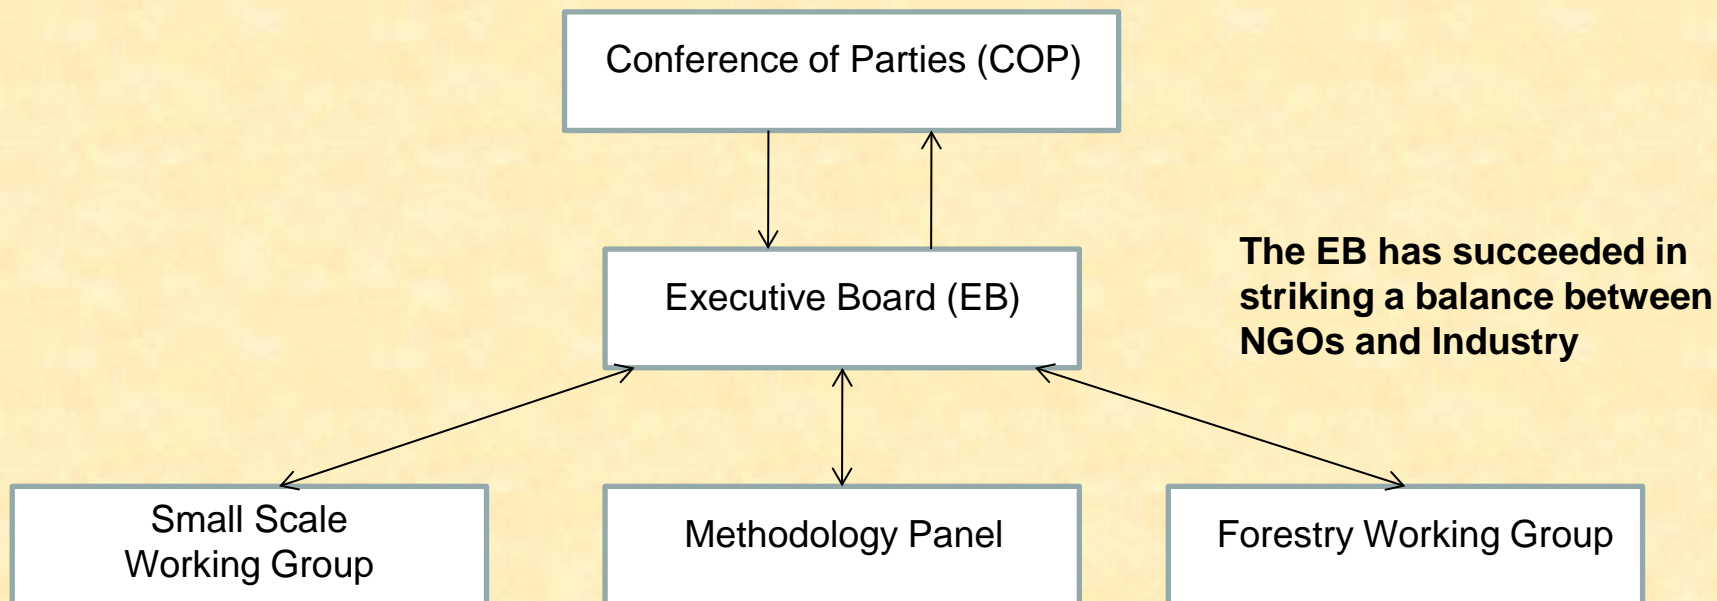 Conference of Parties (COP)
Executive Board (EB)
The EB has succeeded in
striking a balance between
NGOs and Industry
Small Scale
Working Group
Methodology Panel
Forestry Working Group